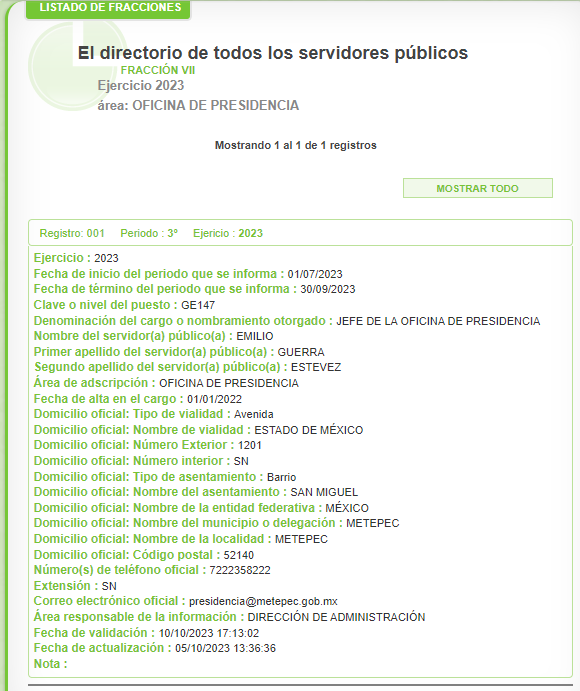 LISTADO DE FRACCIONES
El directorio de todos los servidores públicos
FRACCIÓN VII
Ejercicio 2023
área: OFICINA DE PRESIDENCIA
Mostrando 1 al 1 de 1 registros
MOSTRAR TODO
Registro: 001 Periodo : 3º Ejericio : 2023
Ejercicio : 2023
Fecha de inicio del periodo que se informa : 01/07/2023
Fecha de término del periodo que se informa : 30/09/2023
Clave o nivel del puesto : GE147
Denominación del cargo o nombramiento otorgado : JEFE DE LA OFICINA DE PRESIDENCIA
Nombre del servidor(a) público(a) : EMILIO
Primer apellido del servidor(a) público(a) : GUERRA
Segundo apellido del servidor(a) público(a) : ESTEVEZ
Área de adscripción : OFICINA DE PRESIDENCIA
Fecha de alta en el cargo : 01/01/2022
Domicilio oficial: Tipo de vialidad : Avenida
Domicilio oficial: Nombre de vialidad : ESTADO DE MÉXICO
Domicilio oficial: Número Exterior : 1201
Domicilio oficial: Número interior : SN
Domicilio oficial: Tipo de asentamiento : Barrio
Domicilio oficial: Nombre del asentamiento : SAN MIGUEL
Domicilio oficial: Nombre de la entidad federativa : MÉXICO
Domicilio oficial: Nombre del municipio o delegación : METEPEC
Domicilio oficial: Nombre de la localidad : METEPEC
Domicilio oficial: Código postal : 52140
Número(s) de teléfono oficial : 7222358222
Extensión : SN
Correo electrónico oficial : presidencia@metepec.gob.mx
Área responsable de la información : DIRECCIÓN DE ADMINISTRACIÓN
Fecha de validación : 10/10/2023 17:13:02
Fecha de actualización : 05/10/2023 13:36:36
Nota :